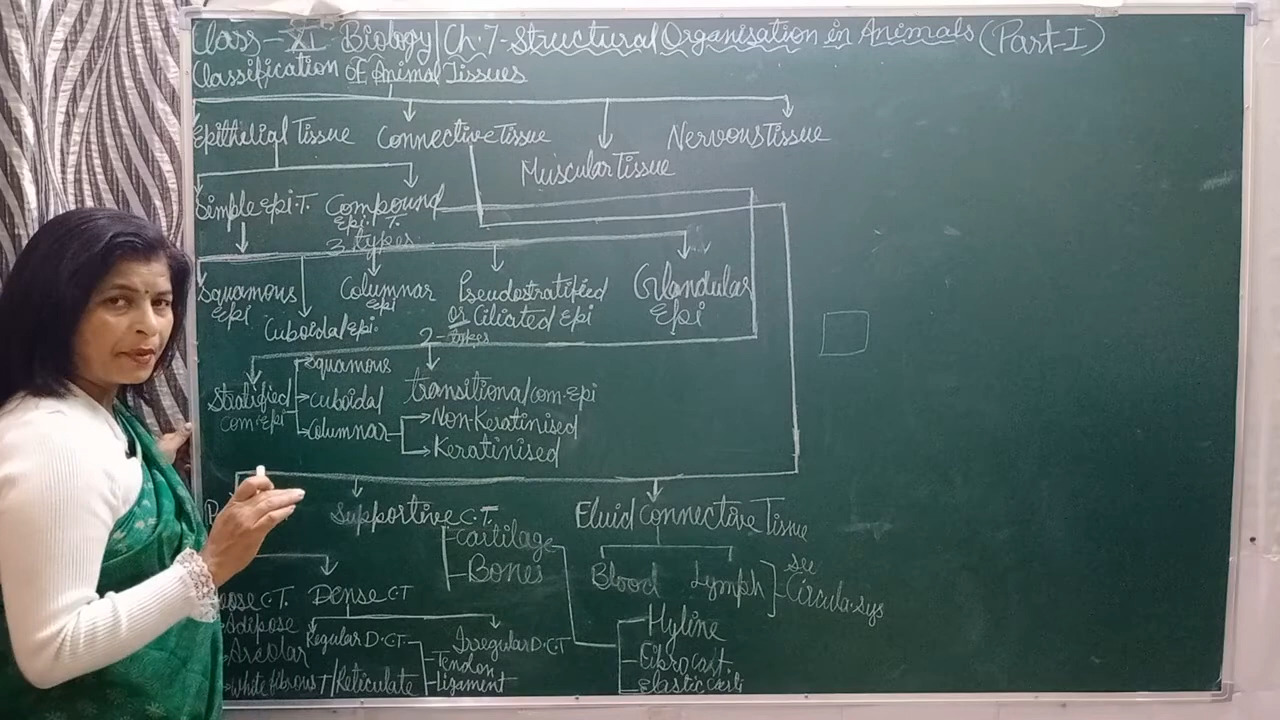 Class - XI Biology/Ch.7-Structural Organisation in Animals (Part-I)
Classification of Animal Tissues
Epithelial Tissue Connective Tissue Nervous Tissue
Muscular Tissue
Simple Epi.T. Compound
Epi. T.
3 types
Squamous Epi
Cuboidal Epi.
Columnar Epi
Pseudostratified
or Ciliated Epi
Glandular
Epi
2-types
Stratified
com.Epi
Squamous
Cuboidal
Columnar
Transitional com.Epi
Non-Keratinised
Keratinised
Supportive C.T.
Fluid Connective Tissue
Cartilage
Bones
Blood Lymph
See
Circula.sys
Dense C.T
Adipose
Areolar
White fibrous T/Reticulate
Regular D.C.T.
Irregular D.C.T
Tendon
Ligament
Hyline
Fibrocart.
Elastic carti